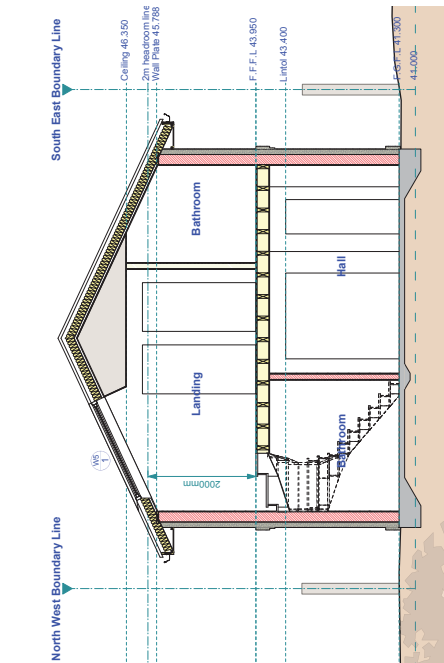 South East Boundary Line
Ceiling 46.350
2m headroom line
Wall Plate 45.788
F.F.F.L 43.950
Lintol 43.400
F.G.F.L 41.300
41.000
Bathroom
Hall
Landing
Bathroom
2000mm
W5
1
North West Boundary Line